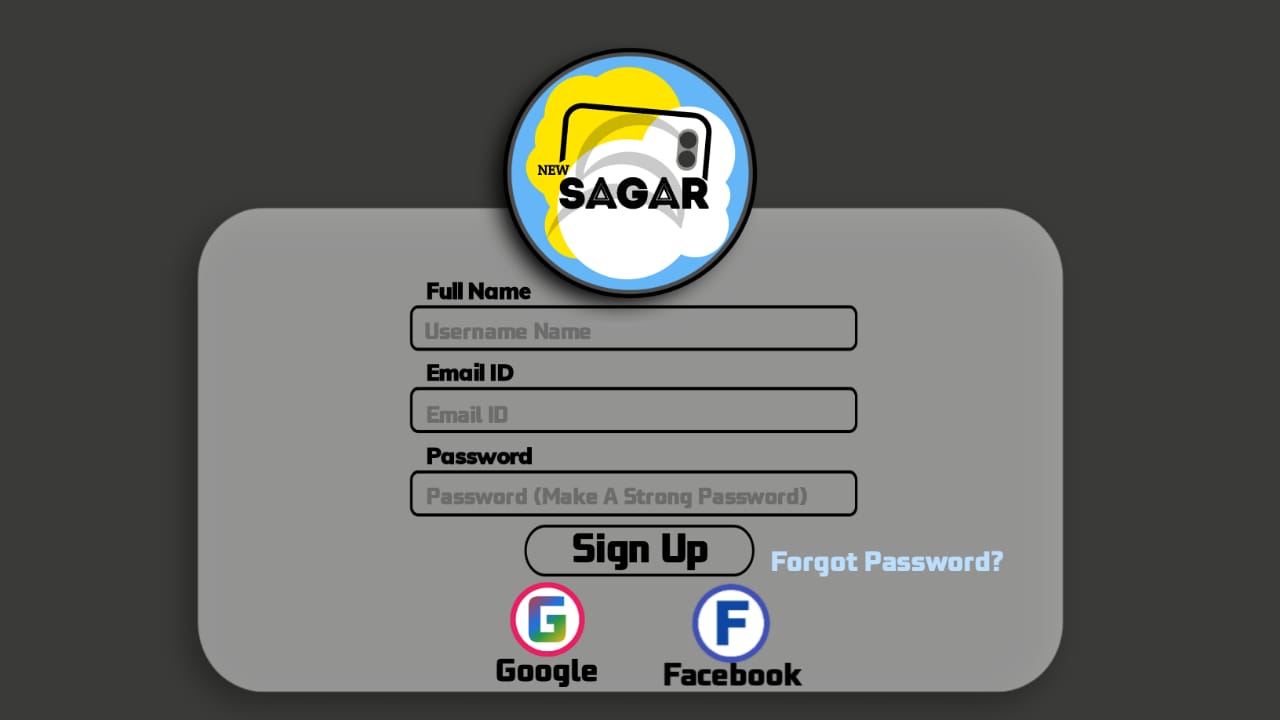 NEW
SAGAR
Full Name
Username Name
Email ID
Email ID
Password
Password (Make A Strong Password)
Sign Up
Forgot Password?
G
F
Google
Facebook